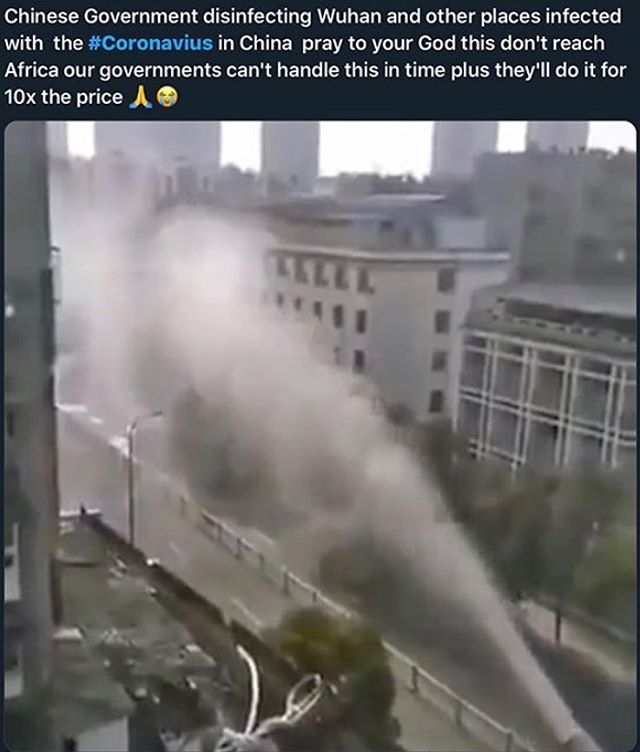 Chinese Government disinfecting Wuhan and other places infected
with the #Coronavius in China pray to your God this don't reach
Africa our governments can't handle this in time plus they'll do it for
10x the price 🙏😭